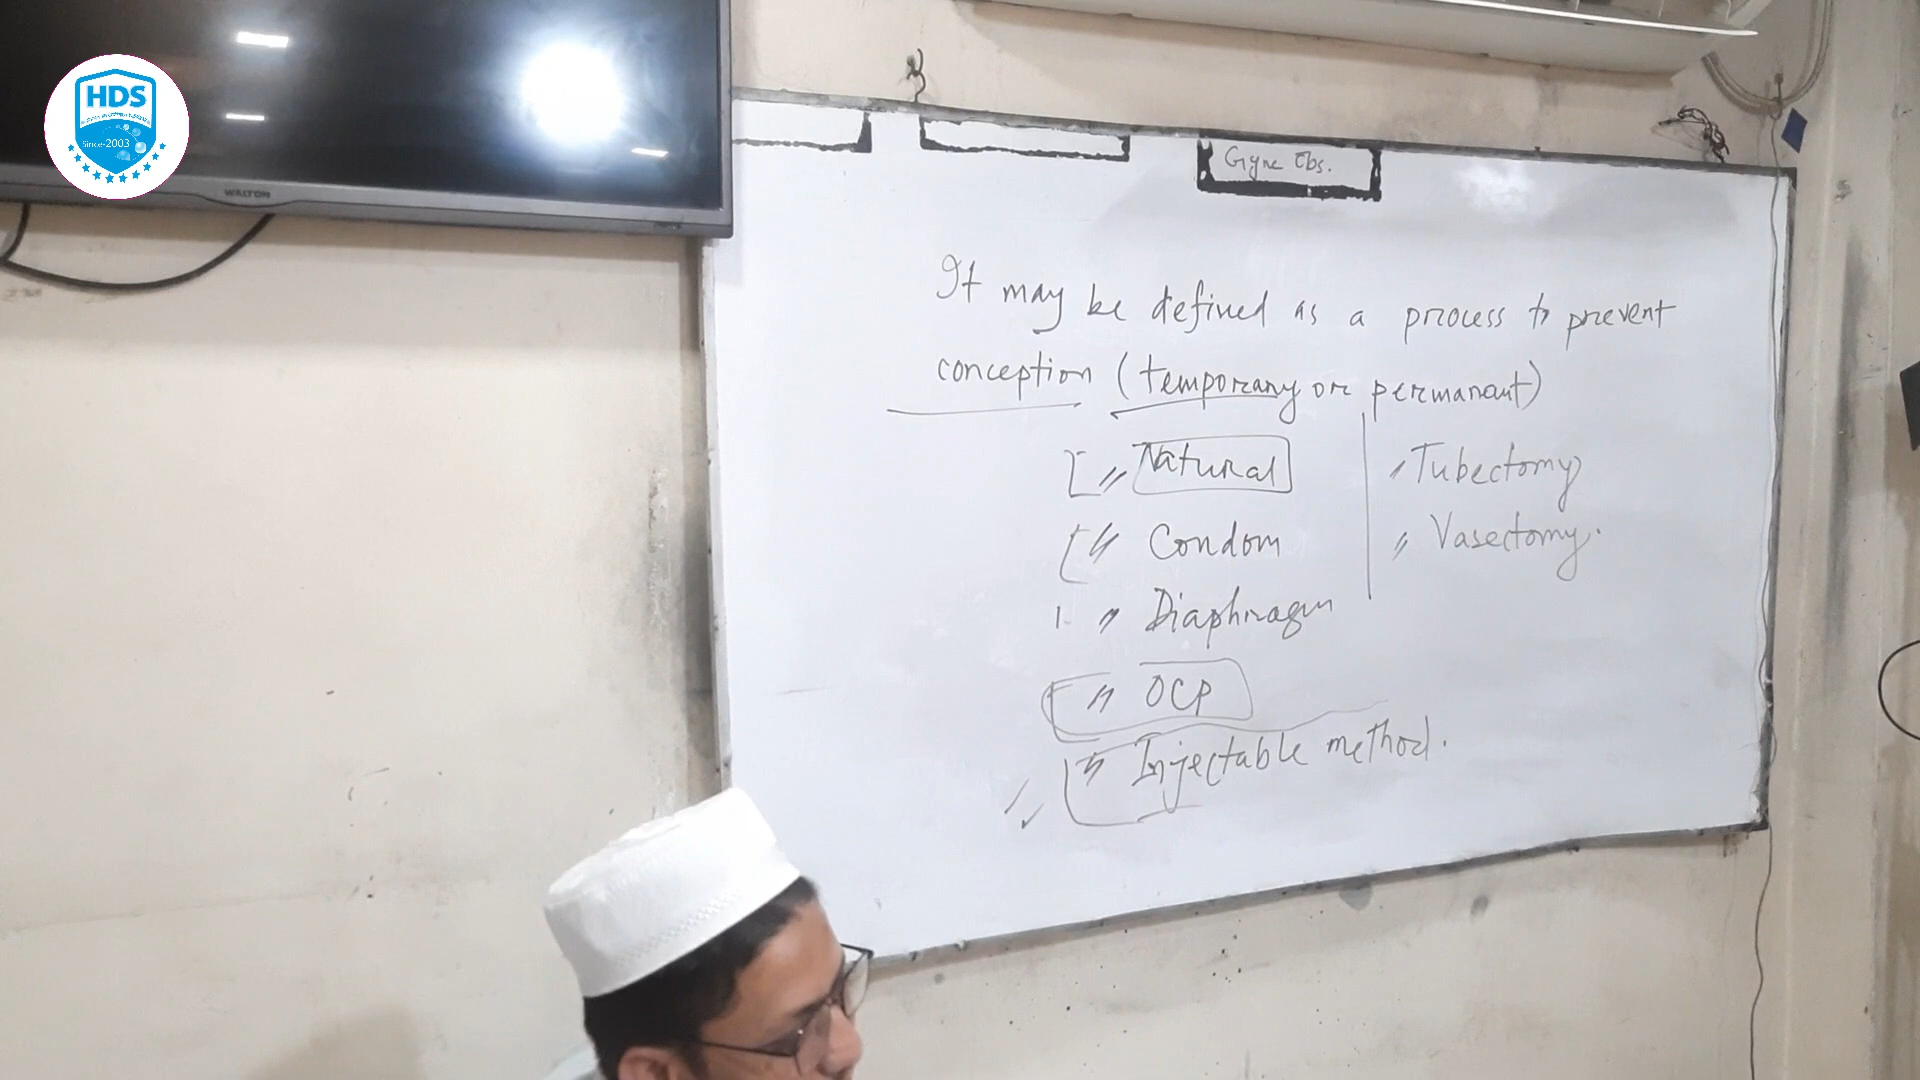 HDS
Since-2003
WALTON
Gyne Obs.
It may be defined as a process to prevent
conception (temporary or permanant)
Natural
Condom
Diaphragm
OCP
Injectable method.
Tubectomy
Vasectomy.